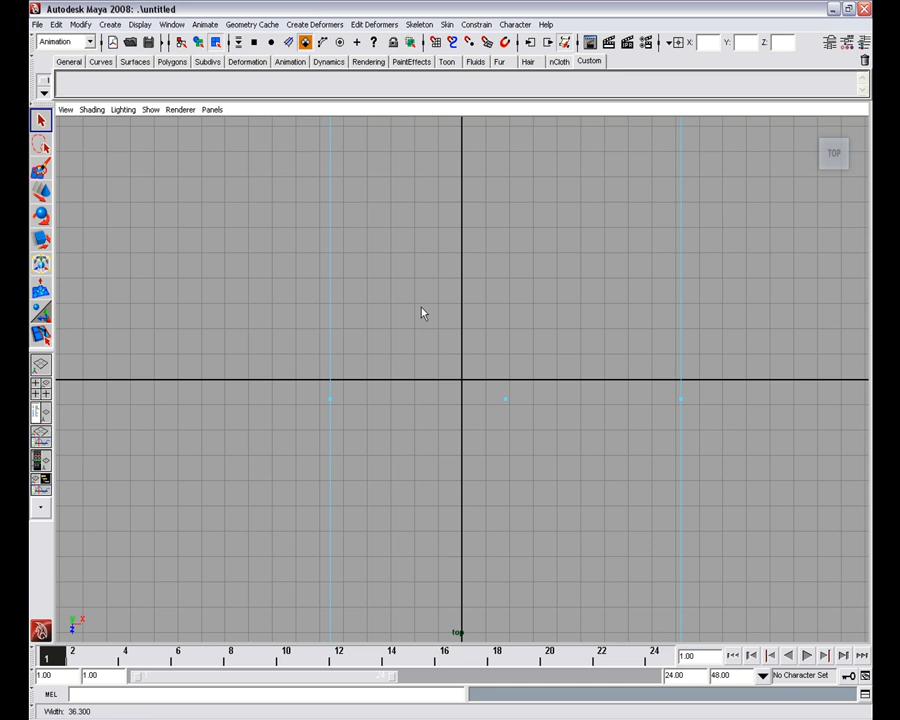 Autodesk Maya 2008: .\untitled
File Edit Modify Create Display Window Animate Geometry Cache Create Deformers Edit Deformers Skeleton Skin Constrain Character Help
Animation X: Y: Z:
General Curves Surfaces Polygons Subdivs Deformation Animation Dynamics Rendering PaintEffects Toon Fluids Fur Hair nCloth Custom
View Shading Lighting Show Renderer Panels
TOP
top
1 2 4 6 8 10 12 14 16 18 20 22 24 1.00
1.00 1.00 24 24.00 48.00 No Character Set
MEL
Width: 36.300